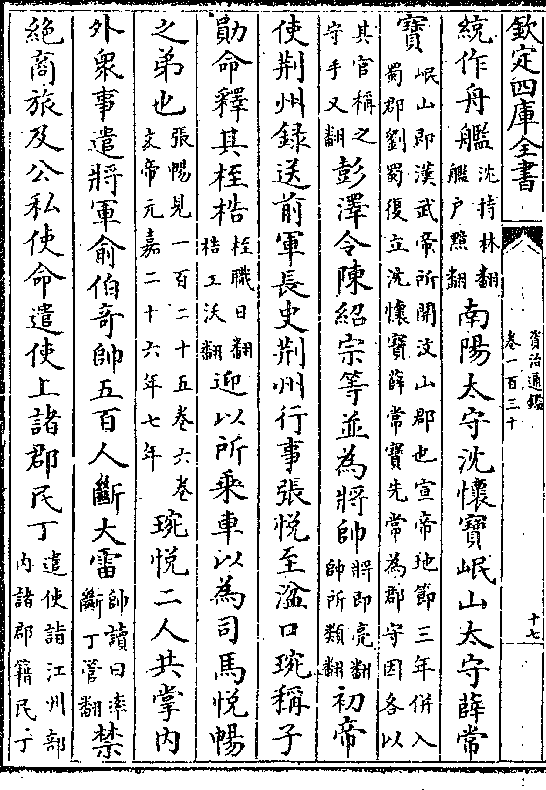 欽定四庫全書
資治通鑑
卷一百三十
十七
統作舟艦沈持林翻艦户黯翻南陽太守沈懷寶岷山太守薛常
寶岷山即漢武帝所開汶山郡也宣帝地節三年併入蜀郡劉蜀復立沈懷寶薛常寶先常為郡守因各以
其官稱之守手又翻彭澤令陳紹宗等並為將帥將即亮翻帥所類翻初帝
使荆州錄送前軍長史荆州行事張悦至湓口琬稱子
勛命釋其桎梏桎職日翻梏工沃翻迎以所乘車以為司馬悦暢
之弟也張暢見一百二十五卷六卷文帝元嘉二十六年七年琬悦二人共掌内
外衆事遣將軍俞伯奇帥五百人斷大雷帥讀曰率斷丁管翻禁
絶商旅及公私使命遣使上諸郡民丁遣使詣江州部内諸郡籍民丁